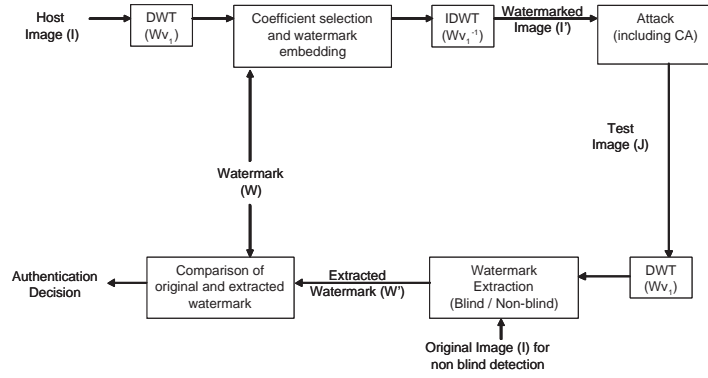 Host
Image (I)
DWT
(Wv₁)
Coefficient selection
and watermark
embedding
IDWT
(Wv₁⁻¹)
Watermarked
Image (I')
Attack
(including CA)
Test
Image (J)
Watermark
(W)
Authentication
Decision
Comparison of
original and extracted
watermark
Extracted
Watermark (W')
Watermark
Extraction
(Blind / Non-blind)
DWT
(Wv₁)
Original Image (I) for
non blind detection